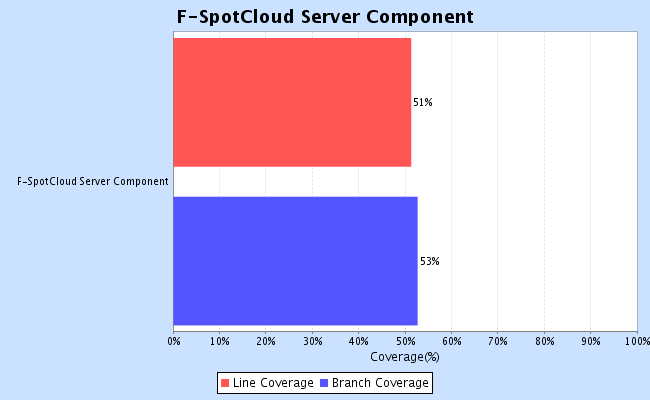 F-SpotCloud Server Component
51%
F-SpotCloud Server Component
53%
0% 10% 20% 30% 40% 50% 60% 70% 80% 90% 100%
Coverage(%)
Line Coverage Branch Coverage